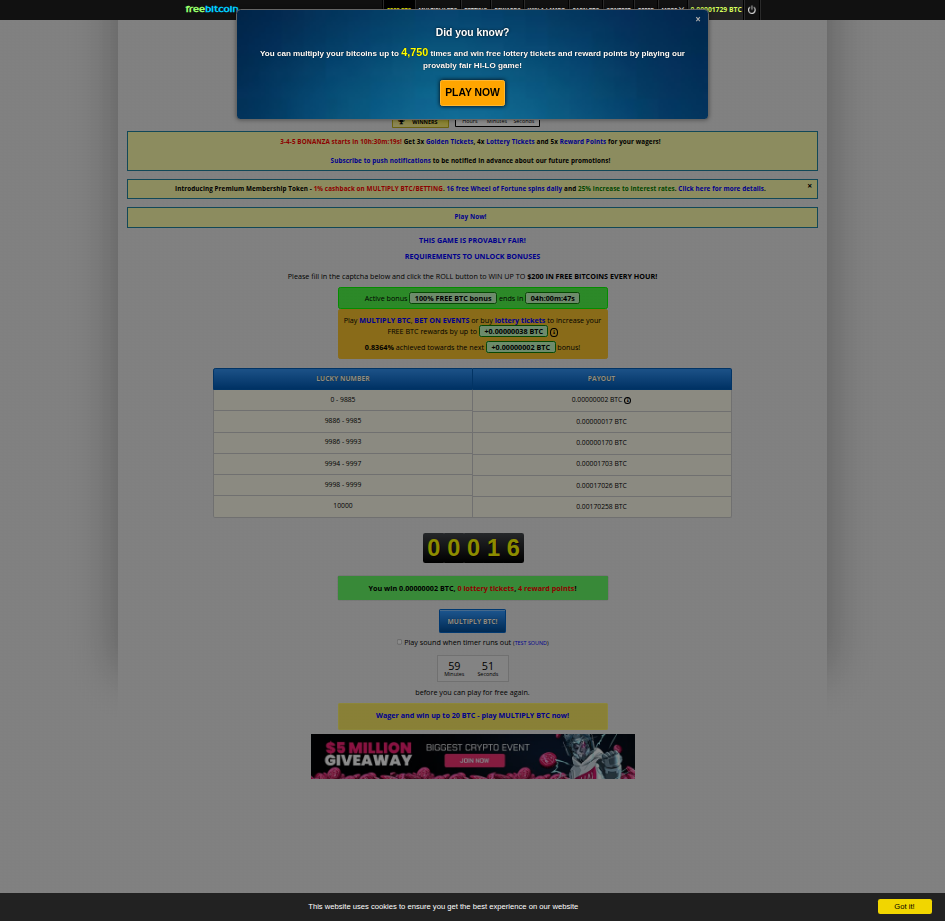 freebitcoin
0.00001729 BTC
×
Did you know?
You can multiply your bitcoins up to 4,750 times and win free lottery tickets and reward points by playing our
provably fair HI-LO game!
PLAY NOW
WINNERS
Hours Minutes Seconds
3-4-5 BONANZA starts in 10h:30m:19s! Get 3x Golden Tickets, 4x Lottery Tickets and 5x Reward Points for your wagers!
Subscribe to push notifications to be notified in advance about our future promotions!
Introducing Premium Membership Token - 1% cashback on MULTIPLY BTC/BETTING. 16 free Wheel of Fortune spins daily and 25% increase to interest rates. Click here for more details.
×
Play Now!
THIS GAME IS PROVABLY FAIR!
REQUIREMENTS TO UNLOCK BONUSES
Please fill in the captcha below and click the ROLL button to WIN UP TO $200 IN FREE BITCOINS EVERY HOUR!
Active bonus 100% FREE BTC bonus ends in 04h:00m:47s
Play MULTIPLY BTC, BET ON EVENTS or buy lottery tickets to increase your
FREE BTC rewards by up to +0.00000038 BTC
0.8364% achieved towards the next +0.00000002 BTC bonus!
LUCKY NUMBER PAYOUT
0 - 9885 0.00000002 BTC
9886 - 9985 0.00000017 BTC
9986 - 9993 0.00000170 BTC
9994 - 9997 0.00001703 BTC
9998 - 9999 0.00017026 BTC
10000 0.00170258 BTC
00016
You win 0.00000002 BTC, 0 lottery tickets, 4 reward points!
MULTIPLY BTC!
Play sound when timer runs out (TEST SOUND)
59 51
Minutes Seconds
before you can play for free again.
Wager and win up to 20 BTC - play MULTIPLY BTC now!
$5 MILLION
GIVEAWAY
BIGGEST CRYPTO EVENT
JOIN NOW
This website uses cookies to ensure you get the best experience on our website
Got it!